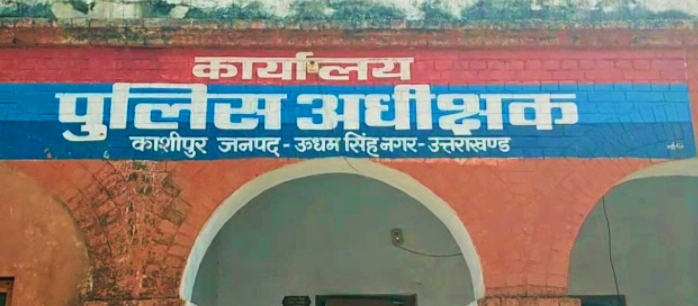 कार्यालय
पुलिस अधीक्षक
काशीपुर जनपद - ऊधम सिंह नगर - उत्तराखण्ड